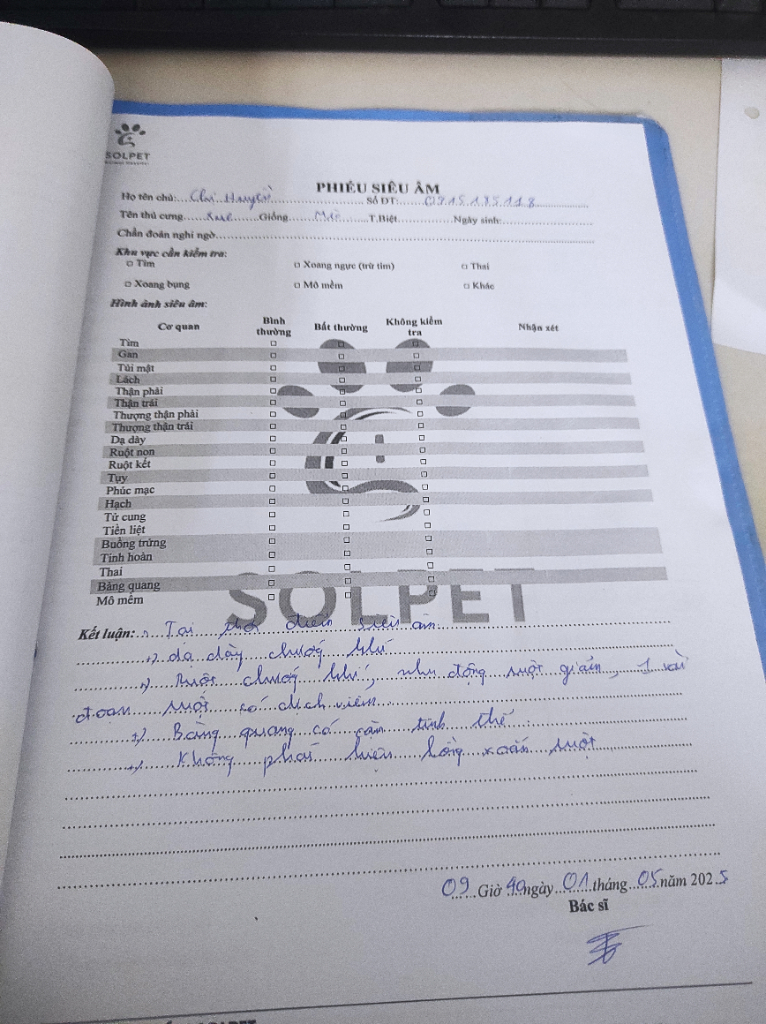 SOLPET
PHIẾU SIÊU ÂM
Họ tên chủ: Chị Huyền Số ĐT: 0915135118
Tên thú cưng Xue Giống Mèo T.Biệt Ngày sinh:
Chẩn đoán nghi ngờ
Khu vực cần kiểm tra:
□ Tim □ Xoang ngực (trừ tim) □ Thai
□ Xoang bụng □ Mô mềm □ Khác
Hình ảnh siêu âm:
Cơ quan Bình thường Bất thường Không kiểm tra Nhận xét
Tim □ □ □
Gan □ □ □
Túi mật □ □ □
Lách □ □ □
Thận phải □ □ □
Thận trái □ □ □
Thượng thận phải □ □ □
Thượng thận trái □ □ □
Dạ dày □ □ □
Ruột non □ □ □
Ruột kết □ □ □
Tụy □ □ □
Phúc mạc □ □ □
Hạch □ □ □
Tử cung □ □ □
Tiền liệt □ □ □
Buồng trứng □ □ □
Tinh hoàn □ □ □
Thai □ □ □
Bàng quang □ □ □
Mô mềm □ □ □
SOLPET
Kết luận: Tại thời điểm siêu âm
+) Dạ dày chướng hơi
+) Ruột chướng hơi, nhu động ruột giảm, 1 vài
đoạn ruột có dịch viêm
+) Bàng quang có cặn tinh thể
+) Không phát hiện lồng xoắn ruột
09 Giờ 40 ngày 01 tháng 05 năm 2025
Bác sĩ